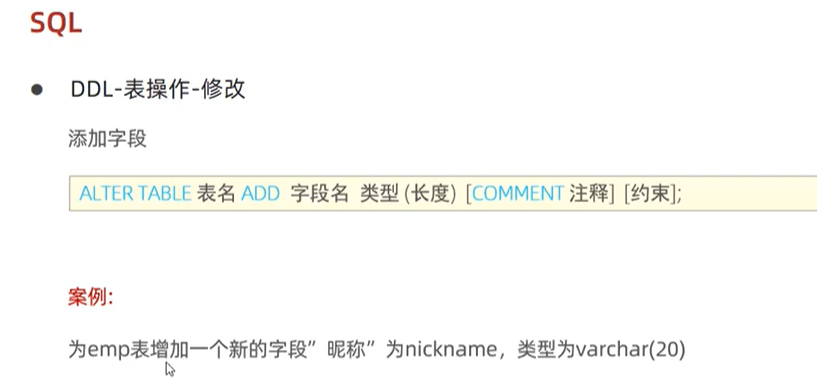 SQL
DDL-表操作-修改
添加字段
ALTER TABLE 表名 ADD 字段名 类型 (长度) [COMMENT 注释] [约束];
案例:
为emp表增加一个新的字段”昵称”为nickname，类型为varchar(20)